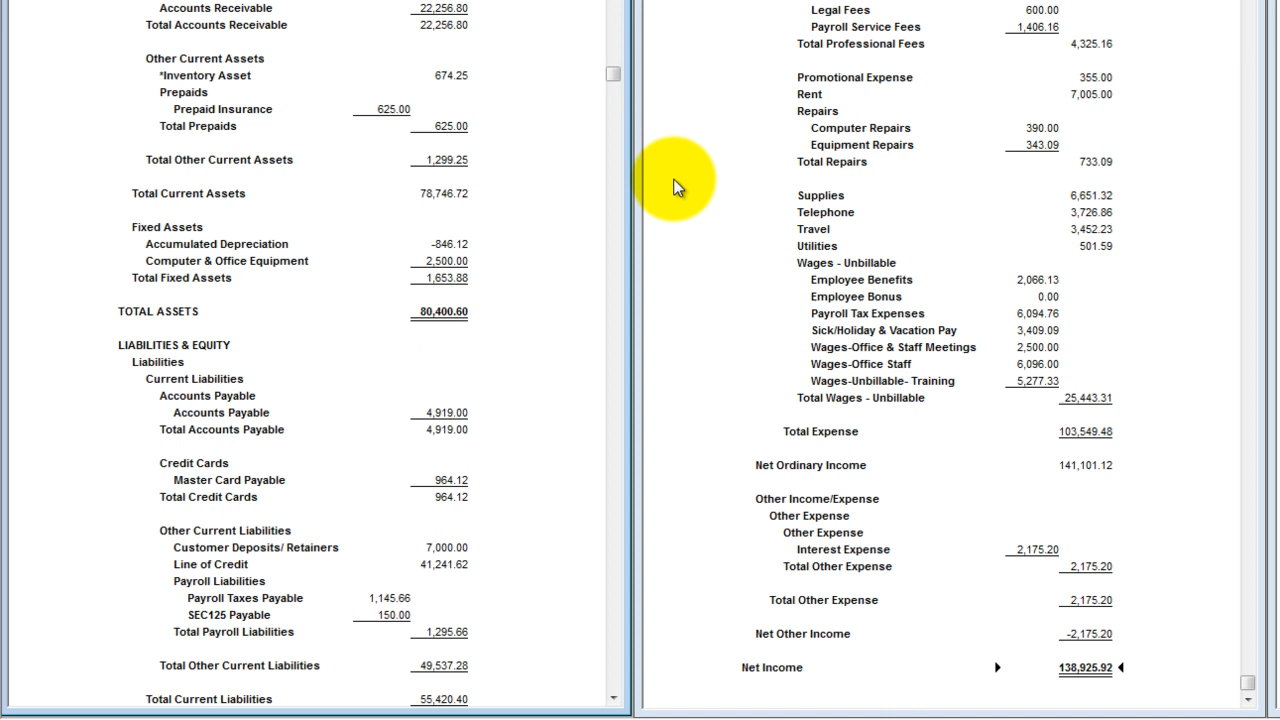 Accounts Receivable 22,256.80
Total Accounts Receivable 22,256.80
Other Current Assets
*Inventory Asset 674.25
Prepaids
Prepaid Insurance 625.00
Total Prepaids 625.00
Total Other Current Assets 1,299.25
Total Current Assets 78,746.72
Fixed Assets
Accumulated Depreciation -846.12
Computer & Office Equipment 2,500.00
Total Fixed Assets 1,653.88
TOTAL ASSETS 80,400.60
LIABILITIES & EQUITY
Liabilities
Current Liabilities
Accounts Payable
Accounts Payable 4,919.00
Total Accounts Payable 4,919.00
Credit Cards
Master Card Payable 964.12
Total Credit Cards 964.12
Other Current Liabilities
Customer Deposits/ Retainers 7,000.00
Line of Credit 41,241.62
Payroll Liabilities
Payroll Taxes Payable 1,145.66
SEC125 Payable 150.00
Total Payroll Liabilities 1,295.66
Total Other Current Liabilities 49,537.28
Total Current Liabilities 55,420.40
Legal Fees 600.00
Payroll Service Fees 1,406.16
Total Professional Fees 4,325.16
Promotional Expense 355.00
Rent 7,005.00
Repairs
Computer Repairs 390.00
Equipment Repairs 343.09
Total Repairs 733.09
Supplies 6,651.32
Telephone 3,726.86
Travel 3,452.23
Utilities 501.59
Wages - Unbillable
Employee Benefits 2,066.13
Employee Bonus 0.00
Payroll Tax Expenses 6,094.76
Sick/Holiday & Vacation Pay 3,409.09
Wages-Office & Staff Meetings 2,500.00
Wages-Office Staff 6,096.00
Wages-Unbillable- Training 5,277.33
Total Wages - Unbillable 25,443.31
Total Expense 103,549.48
Net Ordinary Income 141,101.12
Other Income/Expense
Other Expense
Other Expense
Interest Expense 2,175.20
Total Other Expense 2,175.20
Total Other Expense 2,175.20
Net Other Income -2,175.20
Net Income 138,925.92